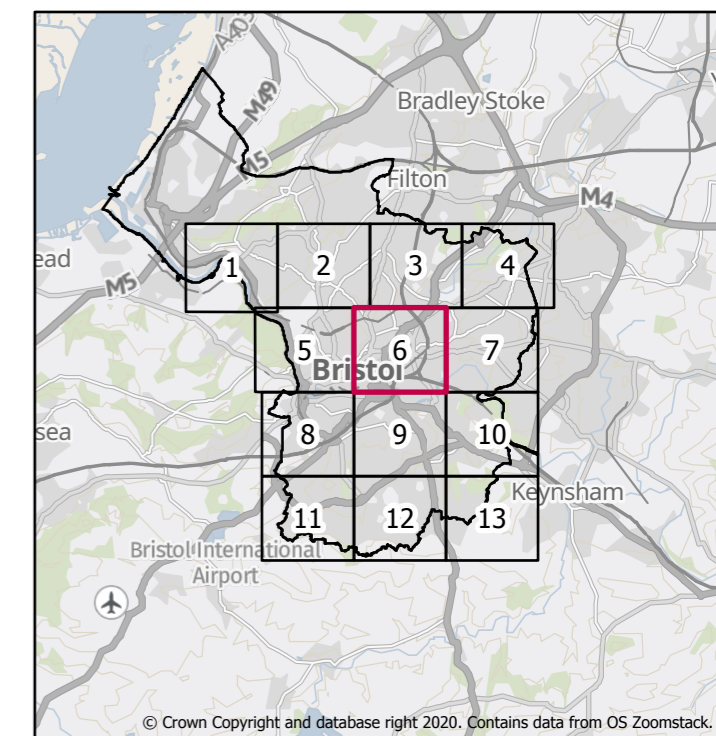 A403
M49
Bradley Stoke
M5
Filton
M4
ead
1
2
3
4
M5
5
6
7
Bristol
sea
8
9
10
Keynsham
11
12
13
Bristol International
Airport
© Crown Copyright and database right 2020. Contains data from OS Zoomstack.